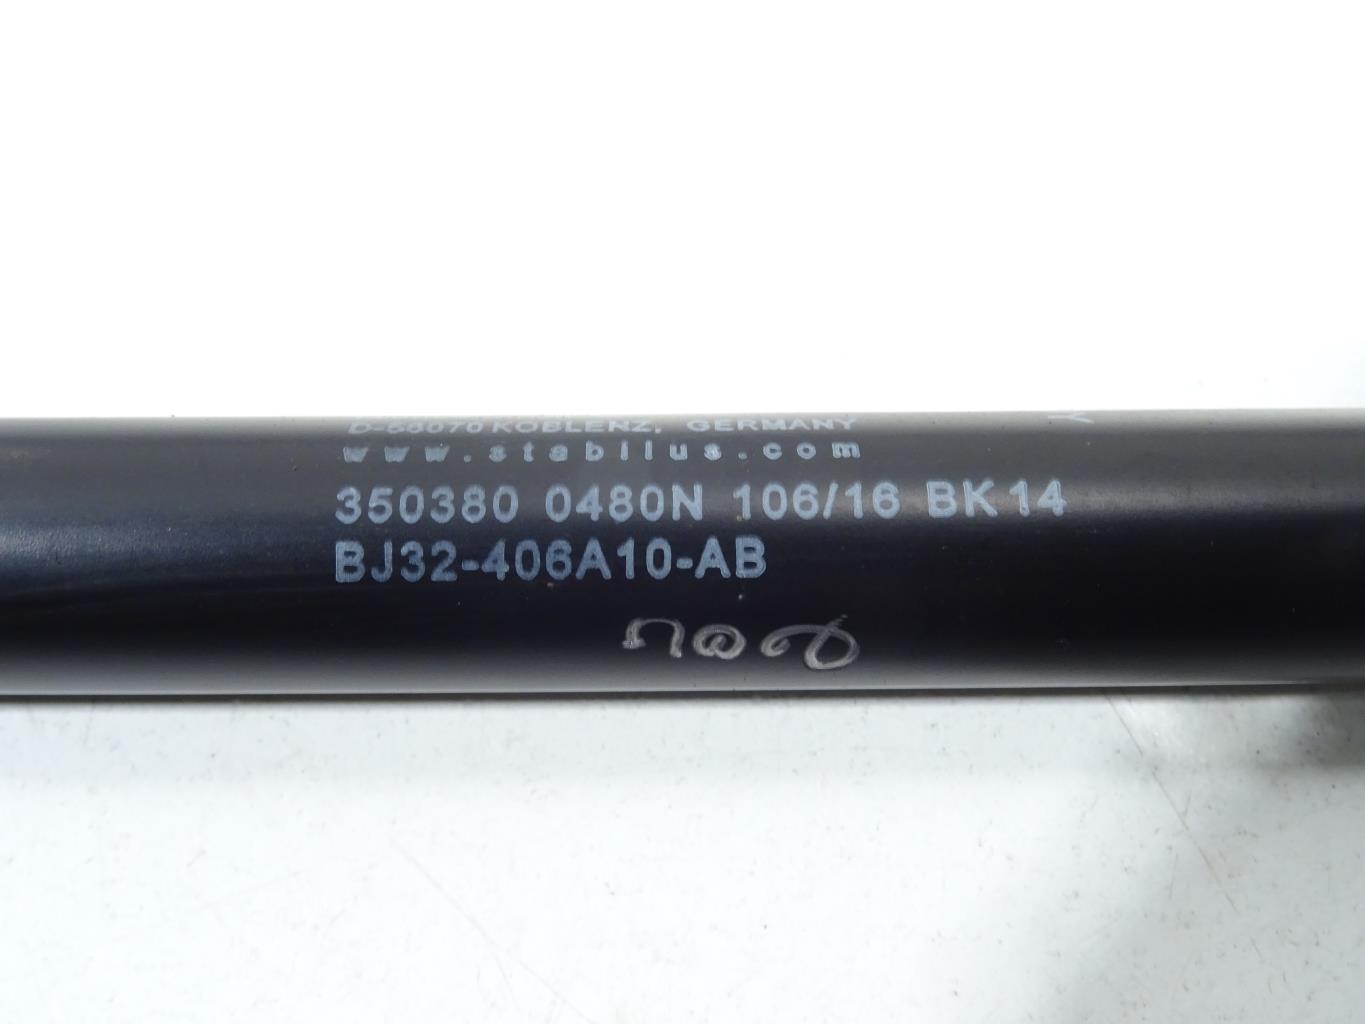 D-56070 KOBLENZ, GERMANY
www.stabilus.com
350380 0480N 106/16 BK14
BJ32-406A10-AB